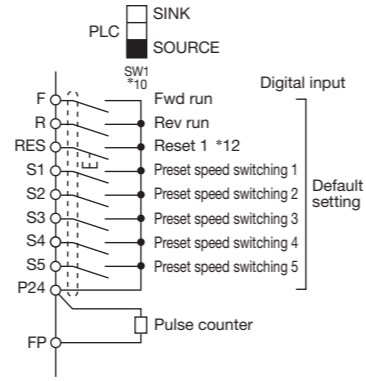 SINK
PLC
SOURCE
SW1
*10
Digital input
F Fwd run
R Rev run
RES Reset 1 *12
S1 Preset speed switching 1
S2 Preset speed switching 2
Default
setting
S3 Preset speed switching 3
S4 Preset speed switching 4
S5 Preset speed switching 5
P24
Pulse counter
FP
E